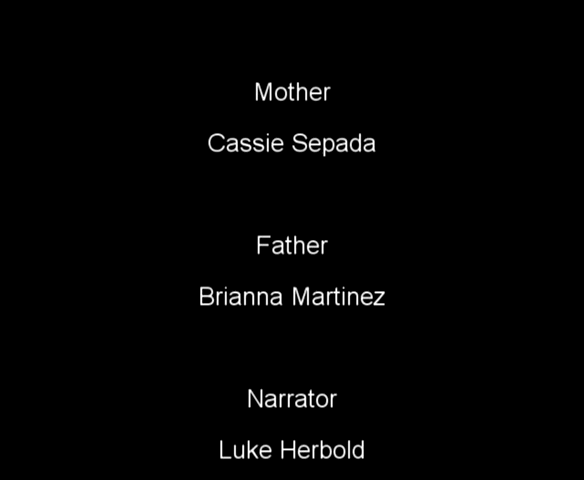 Mother
Cassie Sepada
Father
Brianna Martinez
Narrator
Luke Herbold